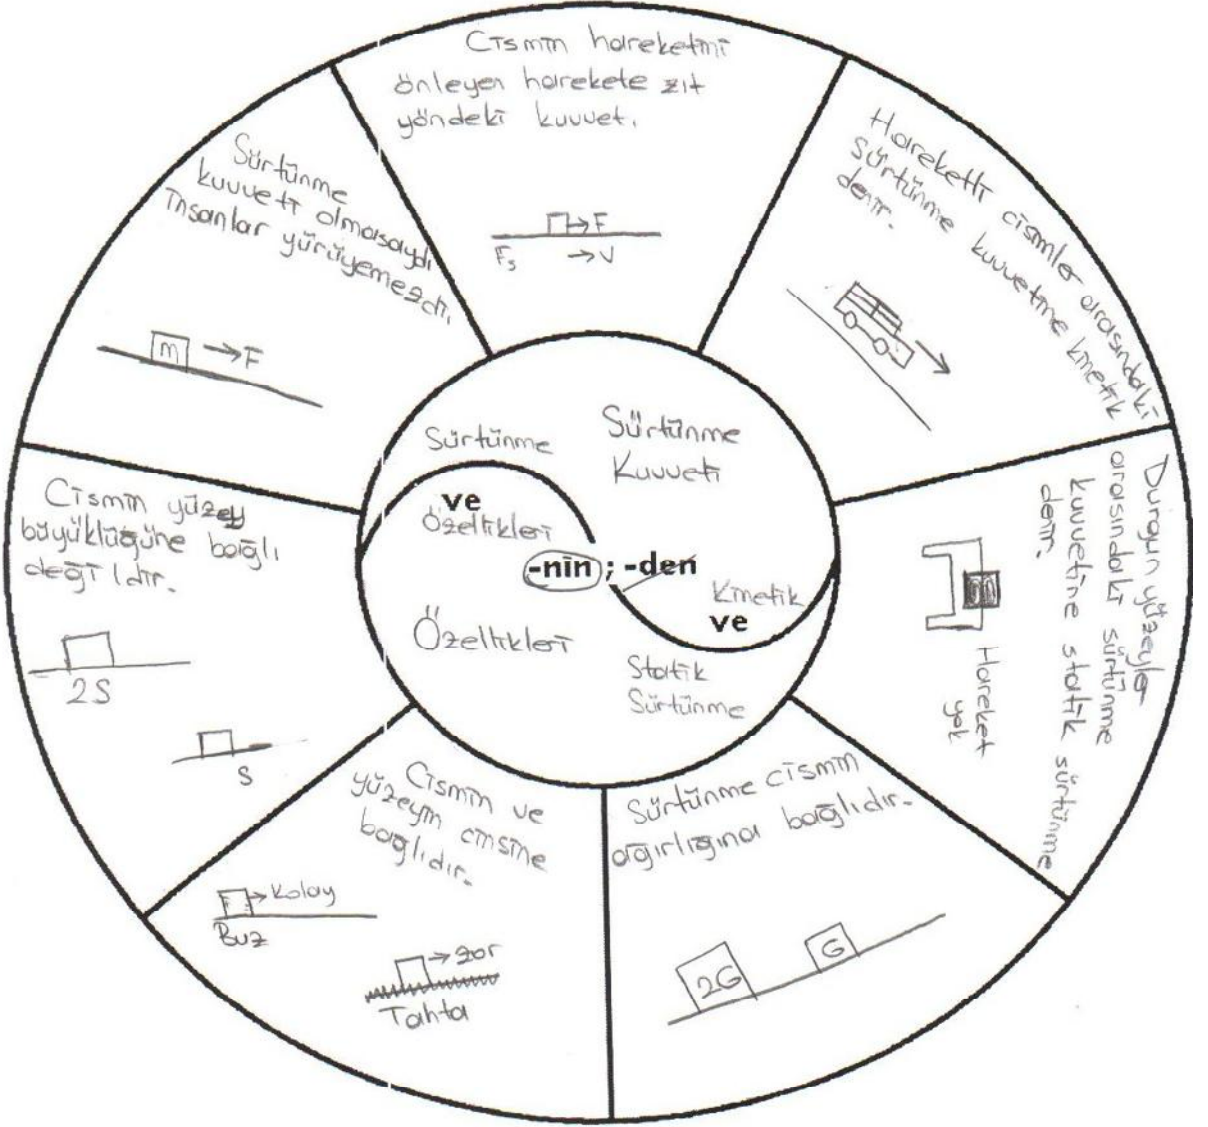 Cismin hareketini
önleyen harekete zıt
yöndeki kuvvet.
F
Fs
→V
Hareketli cisimler arasındaki
sürtünme kuvvetine kinetik
denir.
Durgun yüzeyler
arasındaki sürtünme
kuvvetine statik sürtünme
denir.
Hareket
yok
Sürtünme cismin
ağırlığına bağlıdır.
2G
G
Cismin ve
yüzeyin cinsine
bağlıdır.
→Kolay
Buz
→zor
Tahta
Cismin yüzey
büyüklüğüne bağlı
değildir.
2S
S
Sürtünme
kuvveti olmasaydı
insanlar yürüyemezdi.
m →F
Sürtünme
Kuvveti
Sürtünme
ve
Özellikleri
-nin ; -den
Özellikleri
Kinetik
ve
Statik
Sürtünme